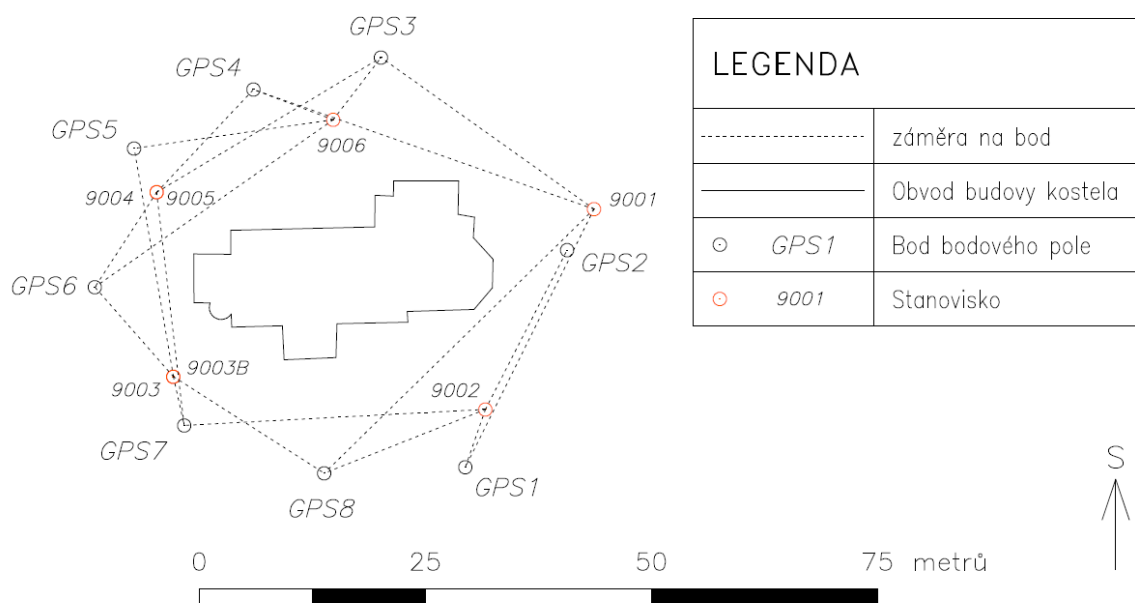 GPS3
GPS4
GPS5
9006
9004
9005
9001
GPS2
GPS6
9003B
9003
9002
GPS7
GPS1
GPS8
LEGENDA
záměra na bod
Obvod budovy kostela
GPS1 Bod bodového pole
9001 Stanovisko
S
0 25 50 75 metrů